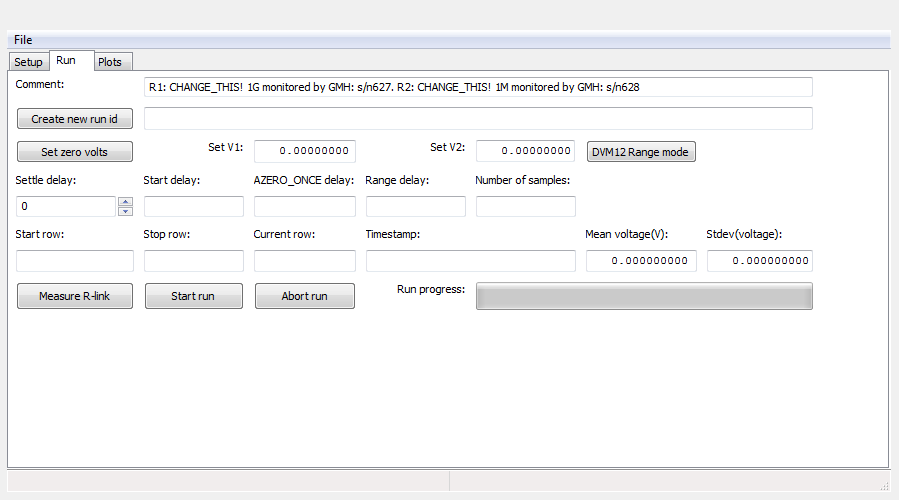 File
Setup Run Plots
Comment: R1: CHANGE_THIS! 1G monitored by GMH: s/n627. R2: CHANGE_THIS! 1M monitored by GMH: s/n628
Create new run id
Set zero volts Set V1: 0.00000000 Set V2: 0.00000000 DVM12 Range mode
Settle delay: Start delay: AZERO_ONCE delay: Range delay: Number of samples:
0
Start row: Stop row: Current row: Timestamp: Mean voltage(V): Stdev(voltage):
0.000000000 0.000000000
Measure R-link Start run Abort run Run progress: